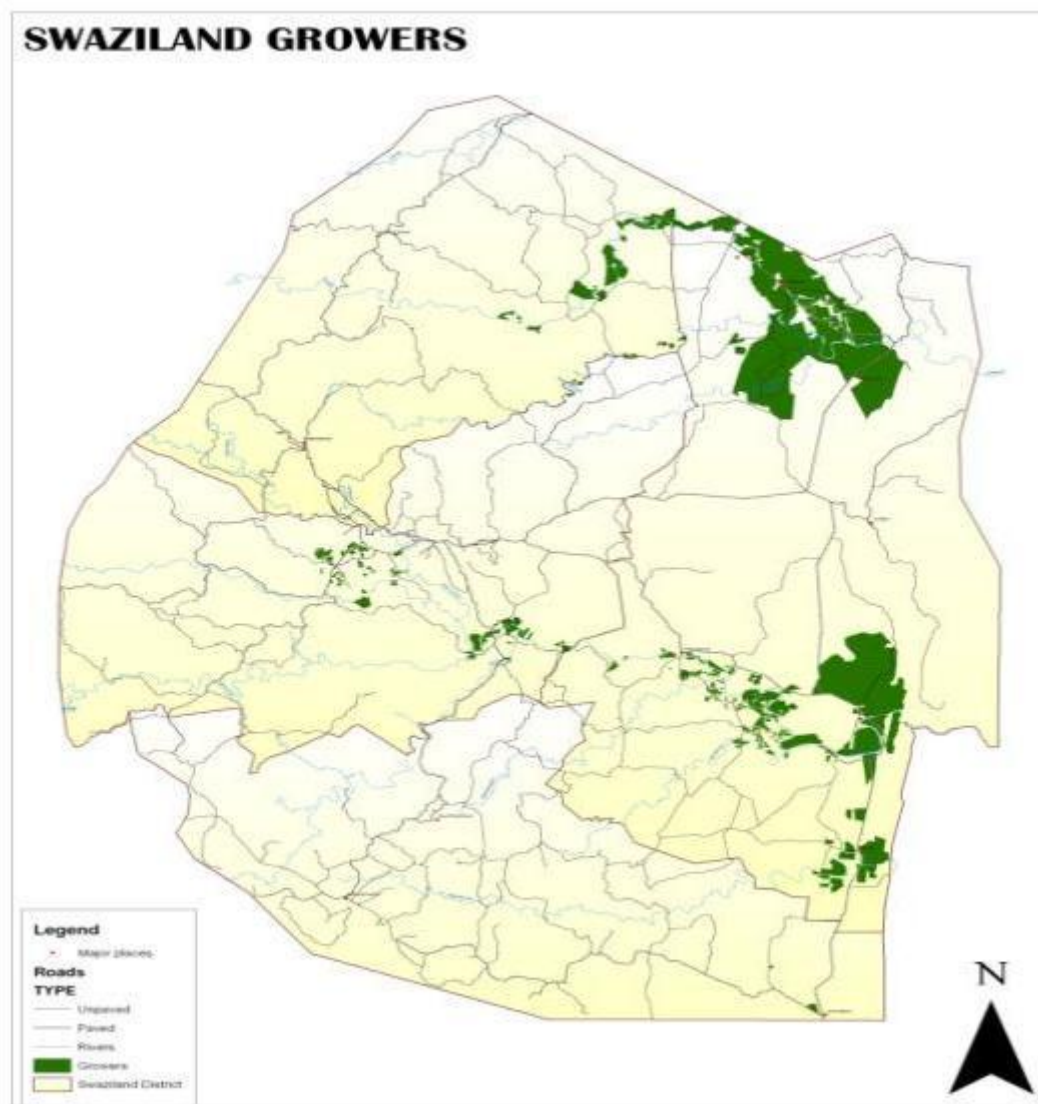 SWAZILAND GROWERS
Legend
Major places
Roads
TYPE
Unpaved
Paved
Rivers
Growers
Swaziland District
N